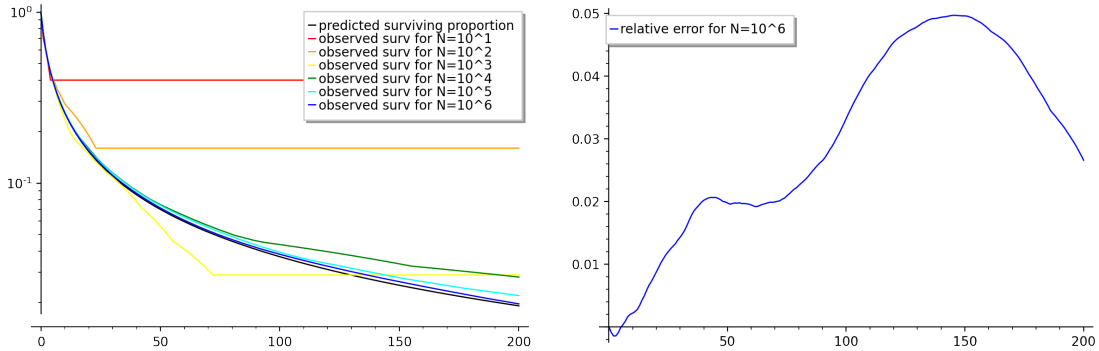 10^0
10^-1
0
50
100
150
200
predicted surviving proportion
observed surv for N=10^1
observed surv for N=10^2
observed surv for N=10^3
observed surv for N=10^4
observed surv for N=10^5
observed surv for N=10^6
0.05
0.04
0.03
0.02
0.01
0
50
100
150
200
relative error for N=10^6